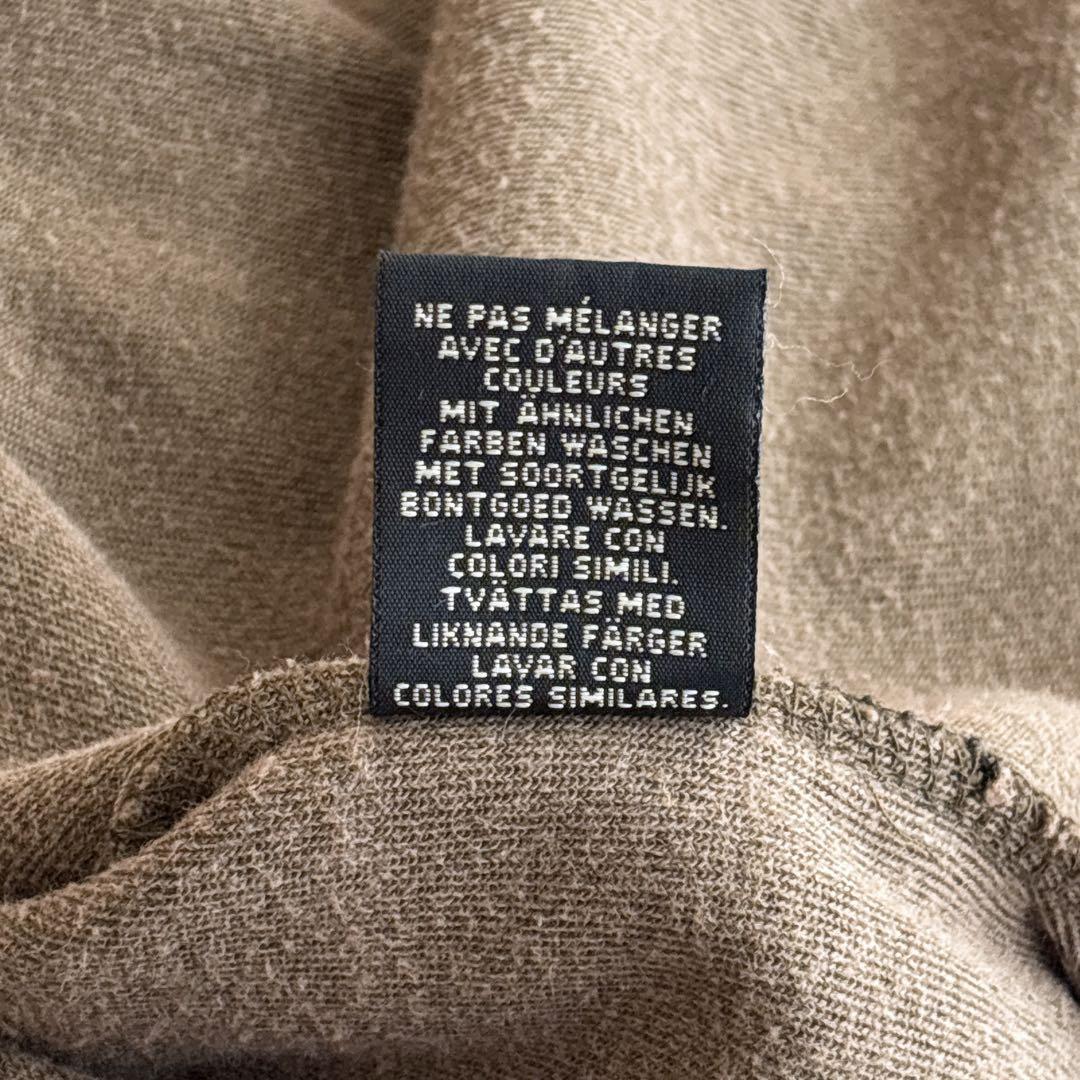 NE PAS MÉLANGER
AVEC D'AUTRES
COULEURS
MIT ÄHNLICHEN
FARBEN WASCHEN
MET SOORTGELIJK
BONTGOED WASSEN.
LAVARE CON
COLORI SIMILI.
TVÄTTAS MED
LIKNANDE FÄRGER
LAVAR CON
COLORES SIMILARES.